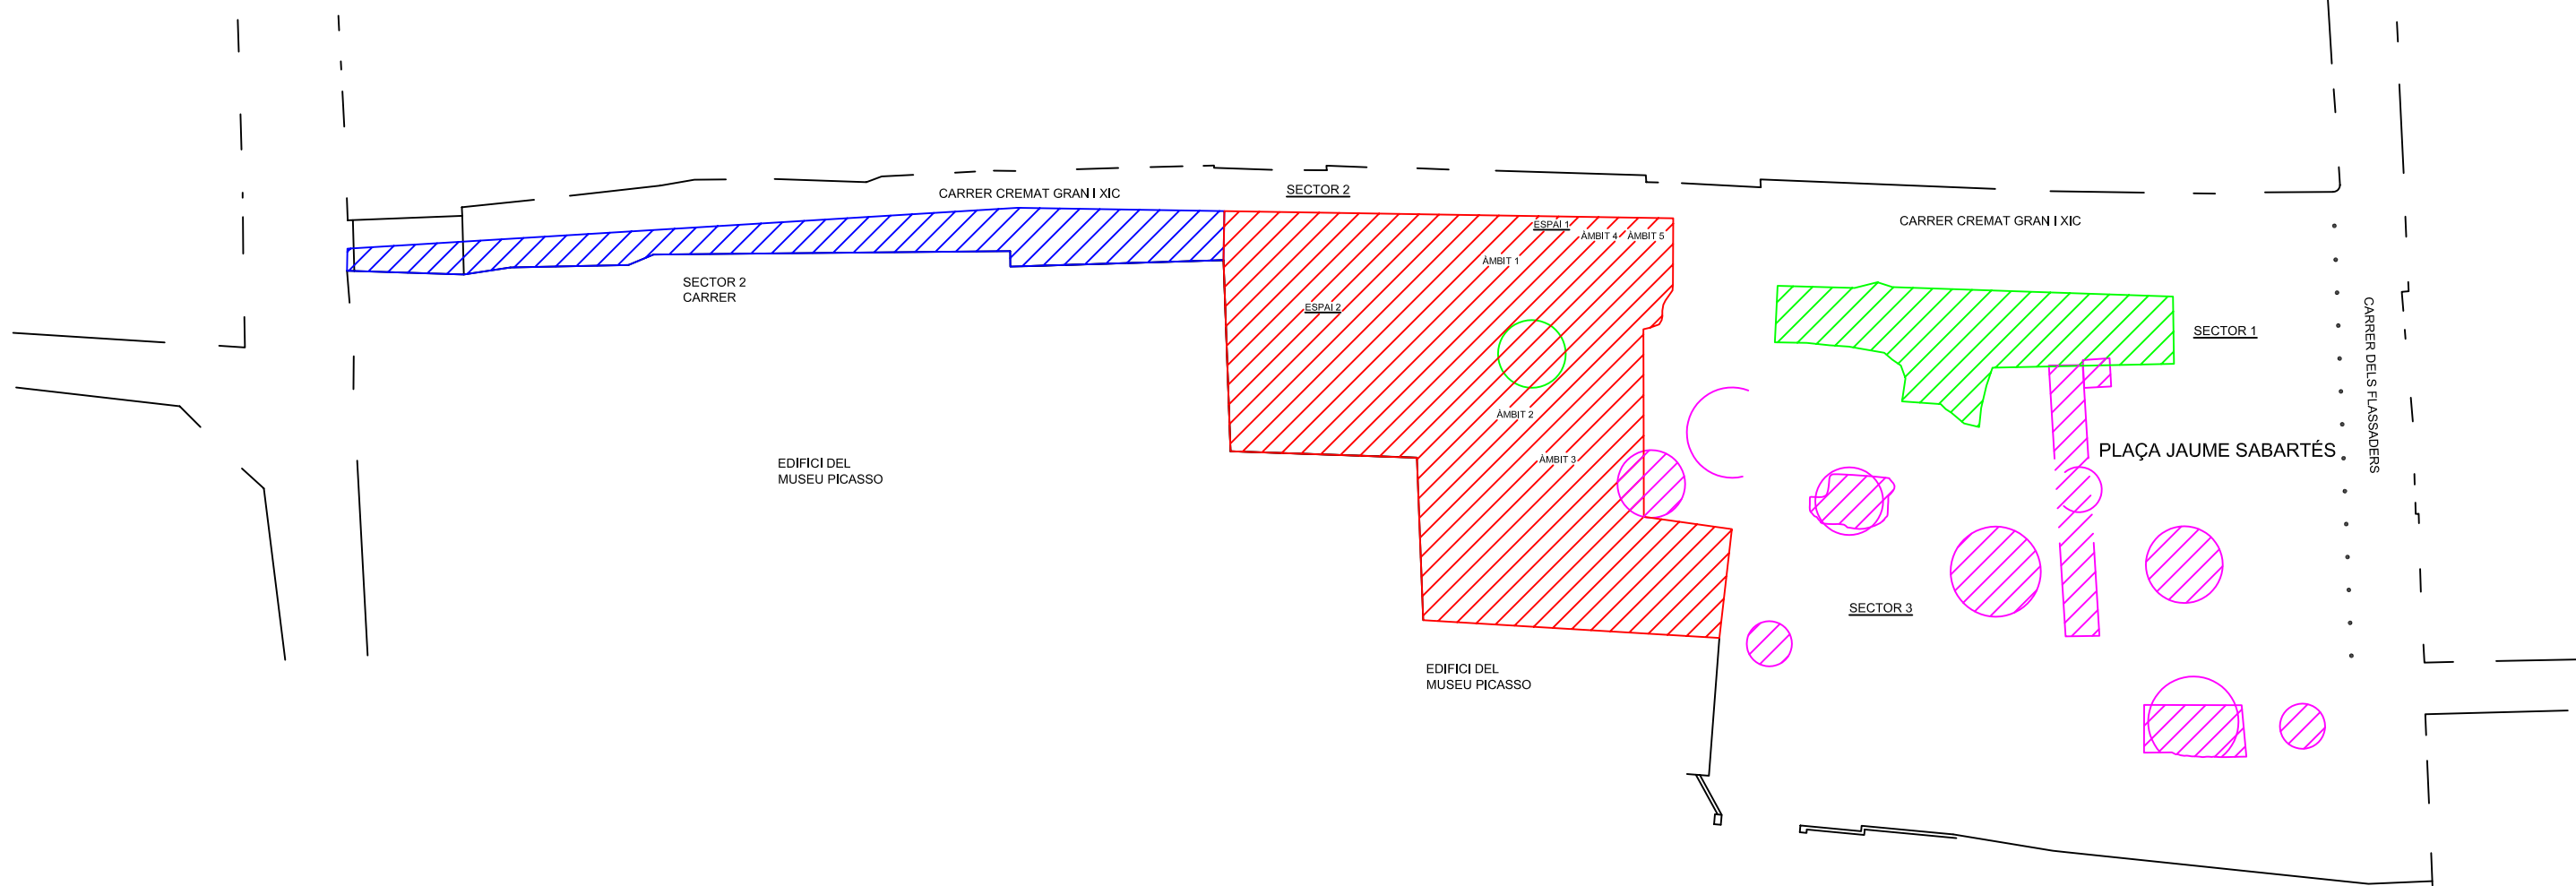 CARRER CREMAT GRAN I XIC
SECTOR 2
CARRER CREMAT GRAN I XIC
ESPAI 1
ÀMBIT 4
ÀMBIT 5
ÀMBIT 1
SECTOR 2
CARRER
ESPAI 2
SECTOR 1
CARRER DELS FLASSADERS
ÀMBIT 2
PLAÇA JAUME SABARTÉS
ÀMBIT 3
EDIFICI DEL
MUSEU PICASSO
SECTOR 3
EDIFICI DEL
MUSEU PICASSO